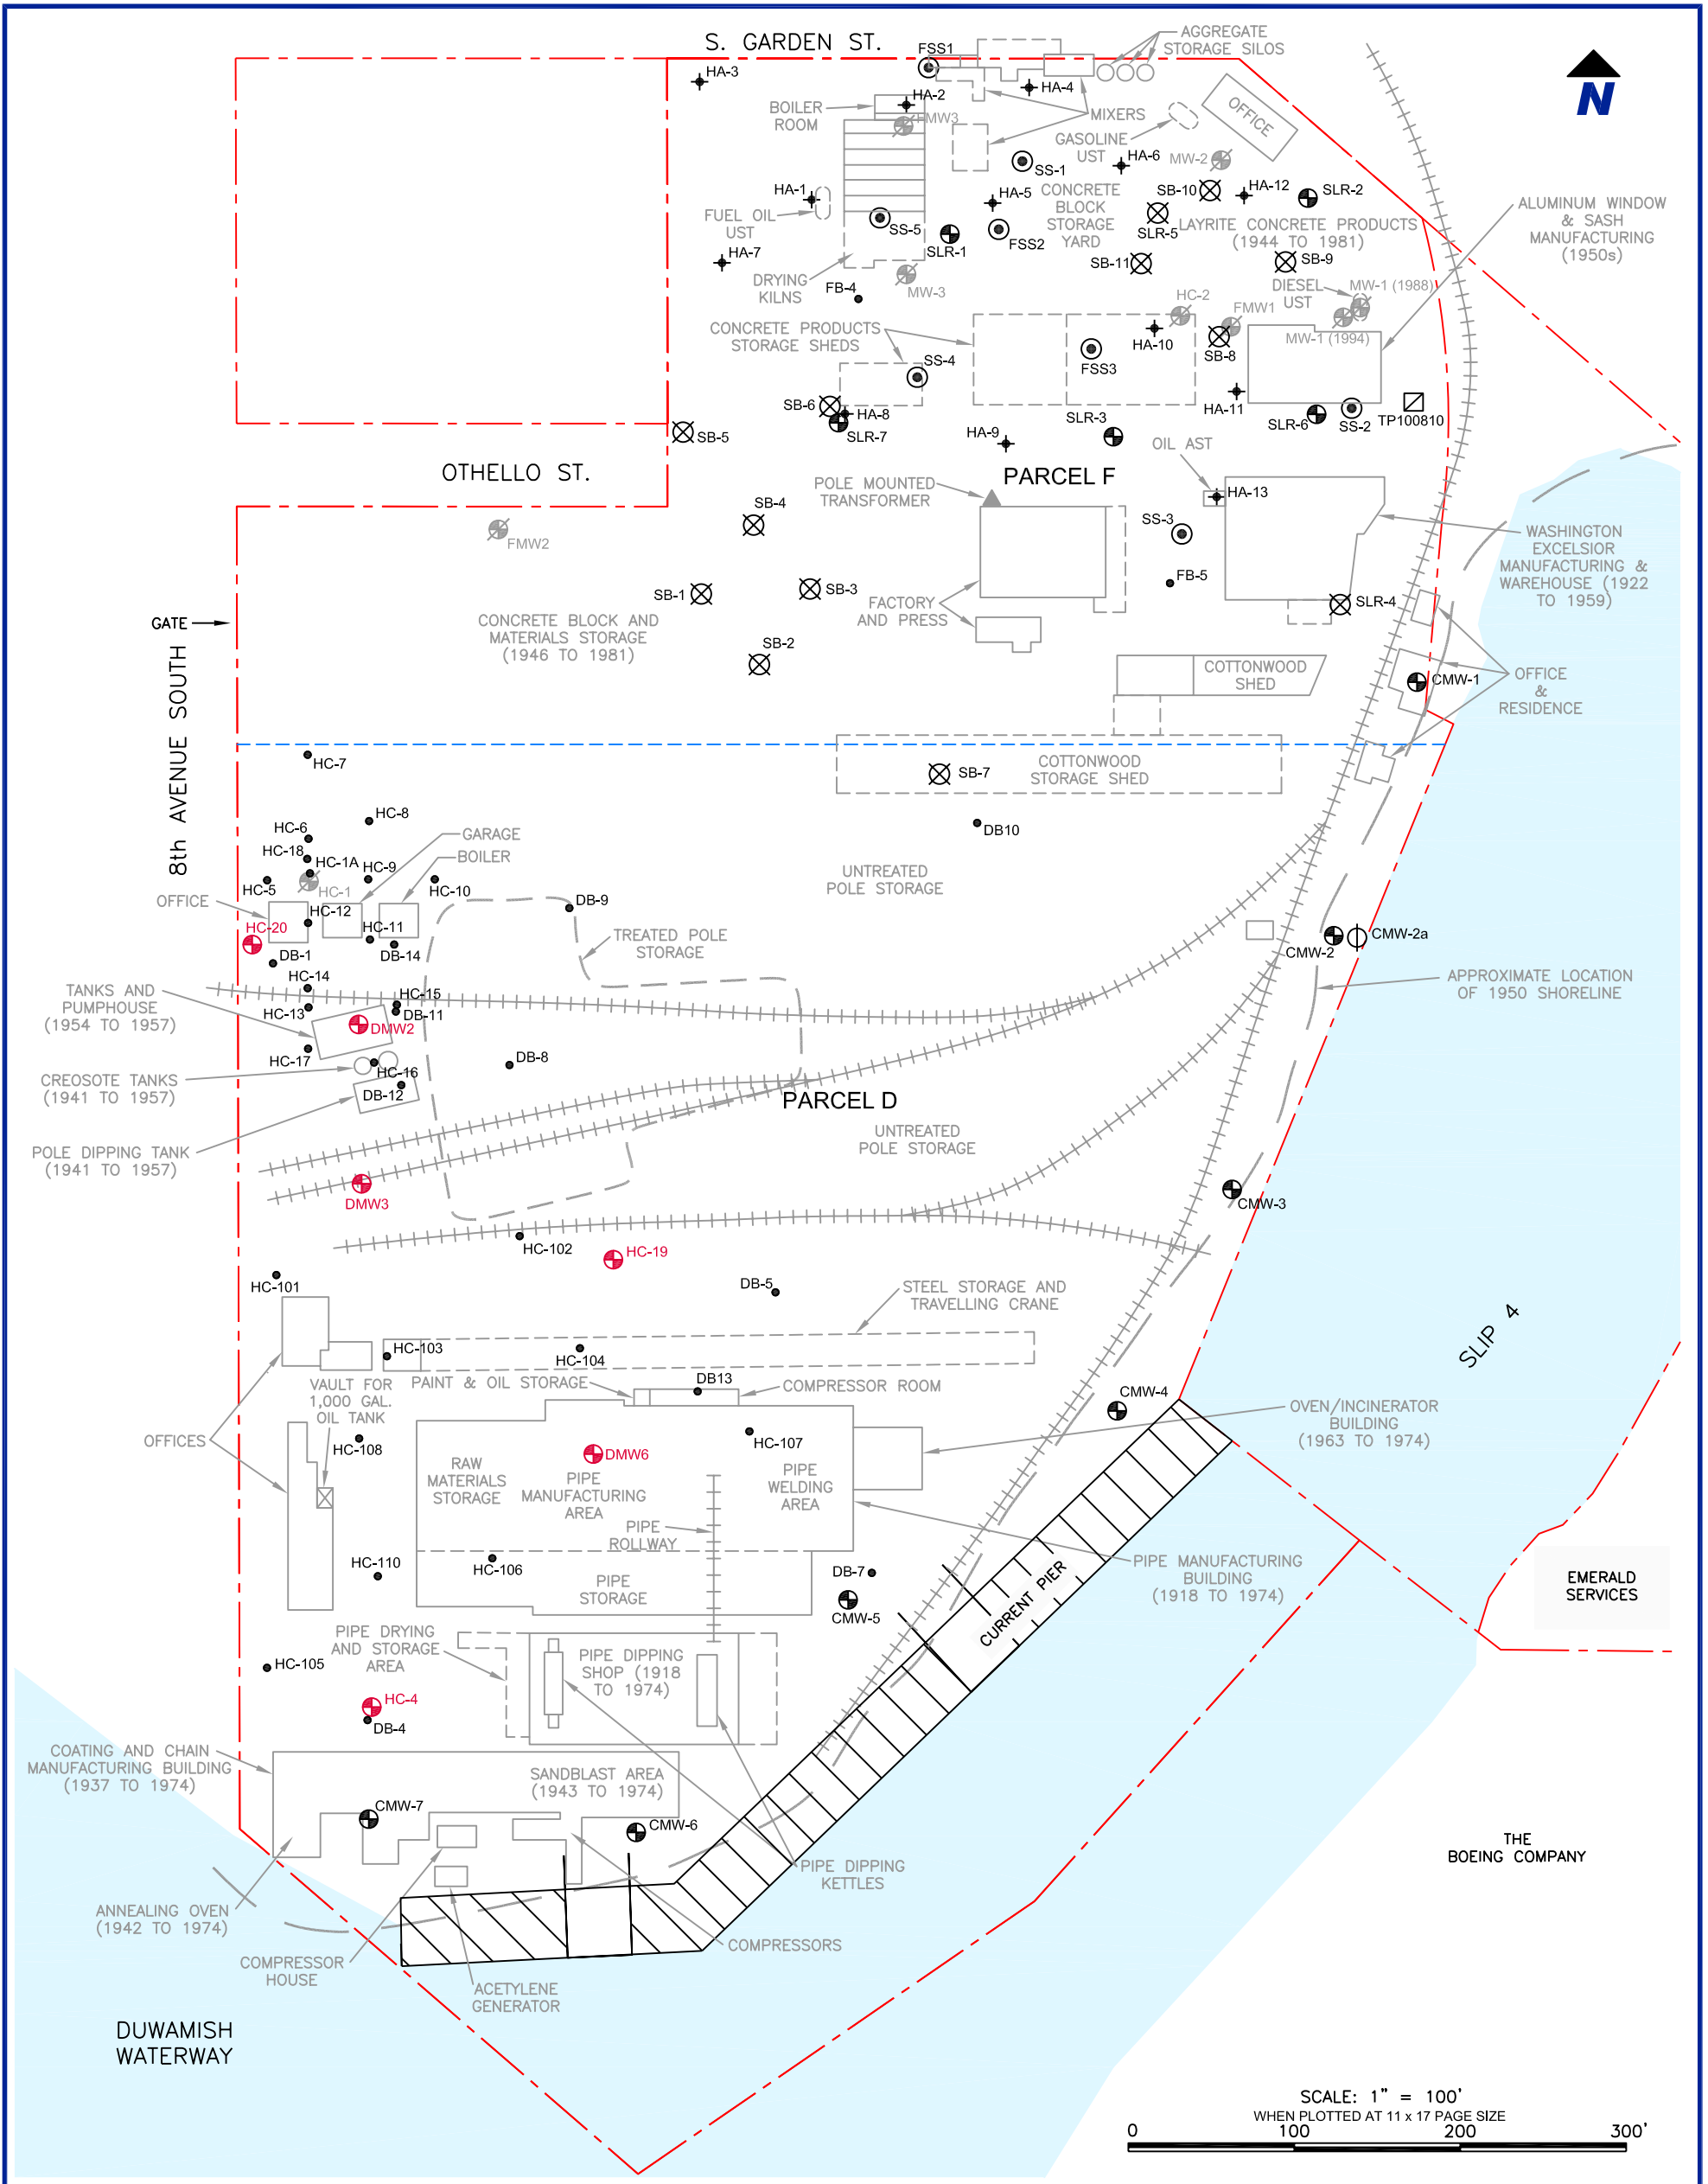 S. GARDEN ST.
FSS1
AGGREGATE
STORAGE SILOS
N
HA-3
HA-2
HA-4
BOILER
ROOM
FMW3
MIXERS
OFFICE
GASOLINE
UST
MW-2
SS-1
HA-6
HA-1
FUEL OIL
UST
HA-5
CONCRETE
BLOCK
STORAGE
YARD
SB-10
HA-12
SLR-2
SS-5
SLR-1
FSS2
SLR-5
LAYRITE CONCRETE PRODUCTS
(1944 TO 1981)
ALUMINUM WINDOW
& SASH
MANUFACTURING
(1950s)
HA-7
DRYING
KILNS
MW-3
SB-11
SB-9
FB-4
DIESEL
UST
MW-1 (1988)
HC-2
FMW1
MW-1 (1994)
CONCRETE PRODUCTS
STORAGE SHEDS
HA-10
SB-8
SS-4
FSS3
SB-6
HA-8
SLR-7
HA-11
SLR-3
SLR-6
SS-2
TP100810
SB-5
HA-9
OIL AST
OTHELLO ST.
PARCEL F
POLE MOUNTED
TRANSFORMER
HA-13
SB-4
FMW2
SS-3
WASHINGTON
EXCELSIOR
MANUFACTURING &
WAREHOUSE (1922
TO 1959)
SB-1
SB-3
FB-5
FACTORY
AND PRESS
SLR-4
GATE
CONCRETE BLOCK AND
MATERIALS STORAGE
(1946 TO 1981)
SB-2
COTTONWOOD
SHED
CMW-1
OFFICE
&
RESIDENCE
8th AVENUE SOUTH
HC-7
SB-7
COTTONWOOD
STORAGE SHED
HC-8
DB10
HC-6
GARAGE
HC-18
HC-1A
HC-9
BOILER
HC-5
HC-1
HC-10
UNTREATED
POLE STORAGE
OFFICE
HC-12
DB-9
HC-20
HC-11
DB-14
TREATED POLE
STORAGE
CMW-2
CMW-2a
DB-1
HC-14
TANKS AND
PUMPHOUSE
(1954 TO 1957)
HC-15
DB-11
HC-13
DMW2
APPROXIMATE LOCATION
OF 1950 SHORELINE
HC-17
DB-8
HC-16
CREOSOTE TANKS
(1941 TO 1957)
DB-12
PARCEL D
POLE DIPPING TANK
(1941 TO 1957)
UNTREATED
POLE STORAGE
DMW3
CMW-3
HC-102
HC-19
HC-101
DB-5
STEEL STORAGE AND
TRAVELLING CRANE
SLIP 4
HC-103
HC-104
VAULT FOR
1,000 GAL.
OIL TANK
PAINT & OIL STORAGE
DB13
COMPRESSOR ROOM
CMW-4
OVEN/INCINERATOR
BUILDING
(1963 TO 1974)
OFFICES
HC-108
HC-107
DMW6
RAW
MATERIALS
STORAGE
PIPE
MANUFACTURING
AREA
PIPE
WELDING
AREA
PIPE
ROLLWAY
HC-110
HC-106
PIPE
STORAGE
DB-7
CMW-5
CURRENT PIER
PIPE MANUFACTURING
BUILDING
(1918 TO 1974)
EMERALD
SERVICES
PIPE DRYING
AND STORAGE
AREA
PIPE DIPPING
SHOP (1918
TO 1974)
HC-105
HC-4
DB-4
COATING AND CHAIN
MANUFACTURING BUILDING
(1937 TO 1974)
SANDBLAST AREA
(1943 TO 1974)
CMW-7
CMW-6
THE
BOEING COMPANY
PIPE DIPPING
KETTLES
ANNEALING OVEN
(1942 TO 1974)
COMPRESSORS
COMPRESSOR
HOUSE
ACETYLENE
GENERATOR
DUWAMISH
WATERWAY
SCALE: 1" = 100'
WHEN PLOTTED AT 11 x 17 PAGE SIZE
0 100 200 300'